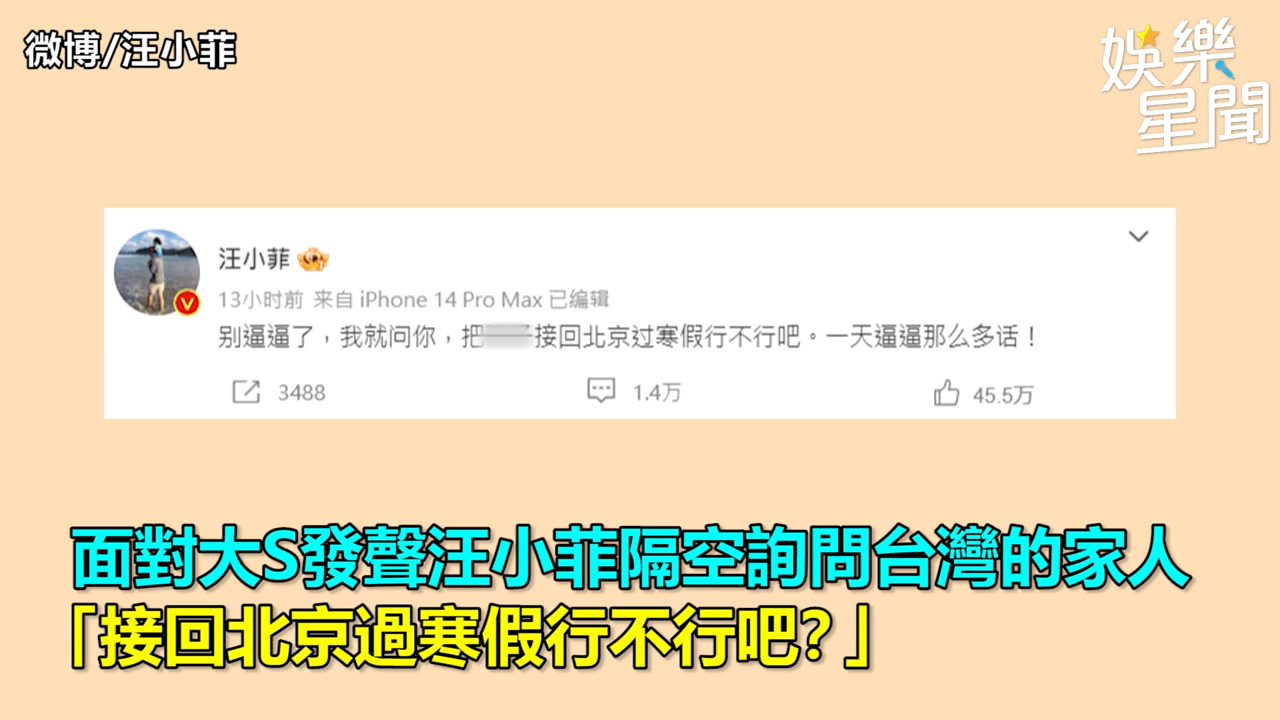 微博/汪小菲
娛樂
星聞
汪小菲
13小时前 来自 iPhone 14 Pro Max 已编辑
别逼逼了，我就问你，把接回北京过寒假行不行吧。一天逼逼那么多话！
3488
1.4万
45.5万
面對大S發聲汪小菲隔空詢問台灣的家人
「接回北京過寒假行不行吧?」